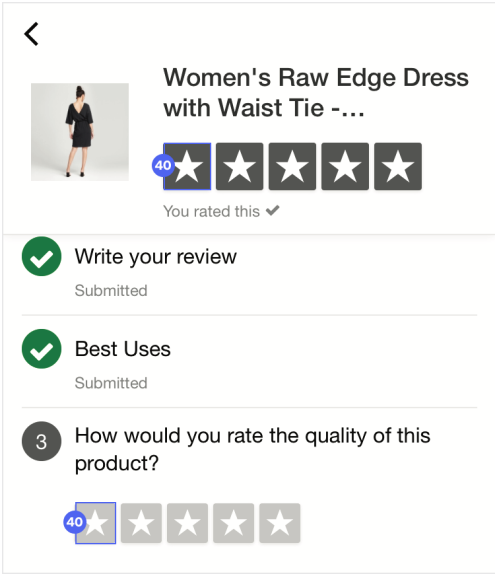 Women's Raw Edge Dress
with Waist Tie -...
40
You rated this
Write your review
Submitted
Best Uses
Submitted
3
How would you rate the quality of this
product?
40